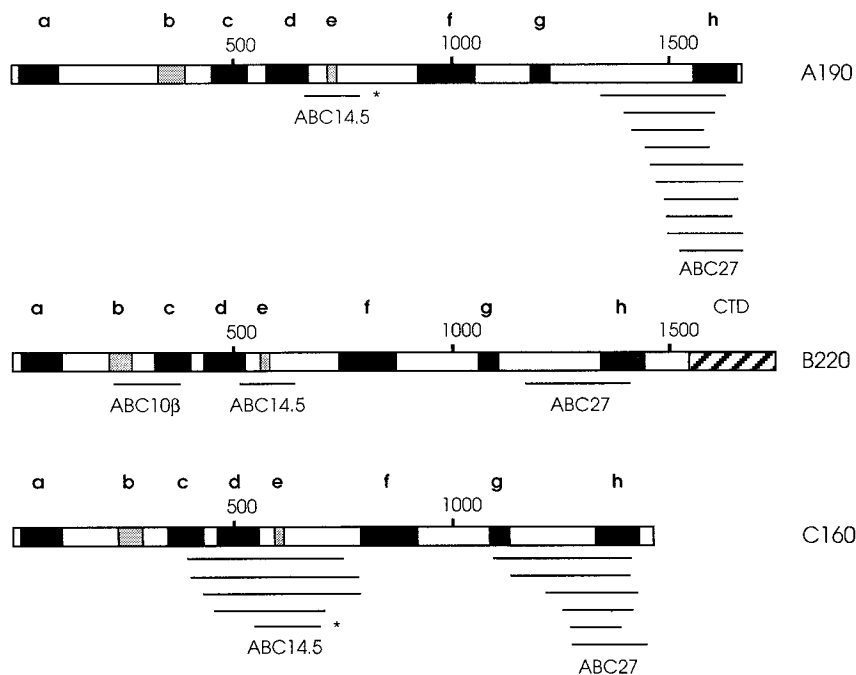 a b c d e f g h
500 1000 1500
A190
*
ABC14.5
ABC27
a b c d e f g h CTD
500 1000 1500
B220
ABC10β ABC14.5 ABC27
a b c d e f g h
500 1000
C160
*
ABC14.5
ABC27